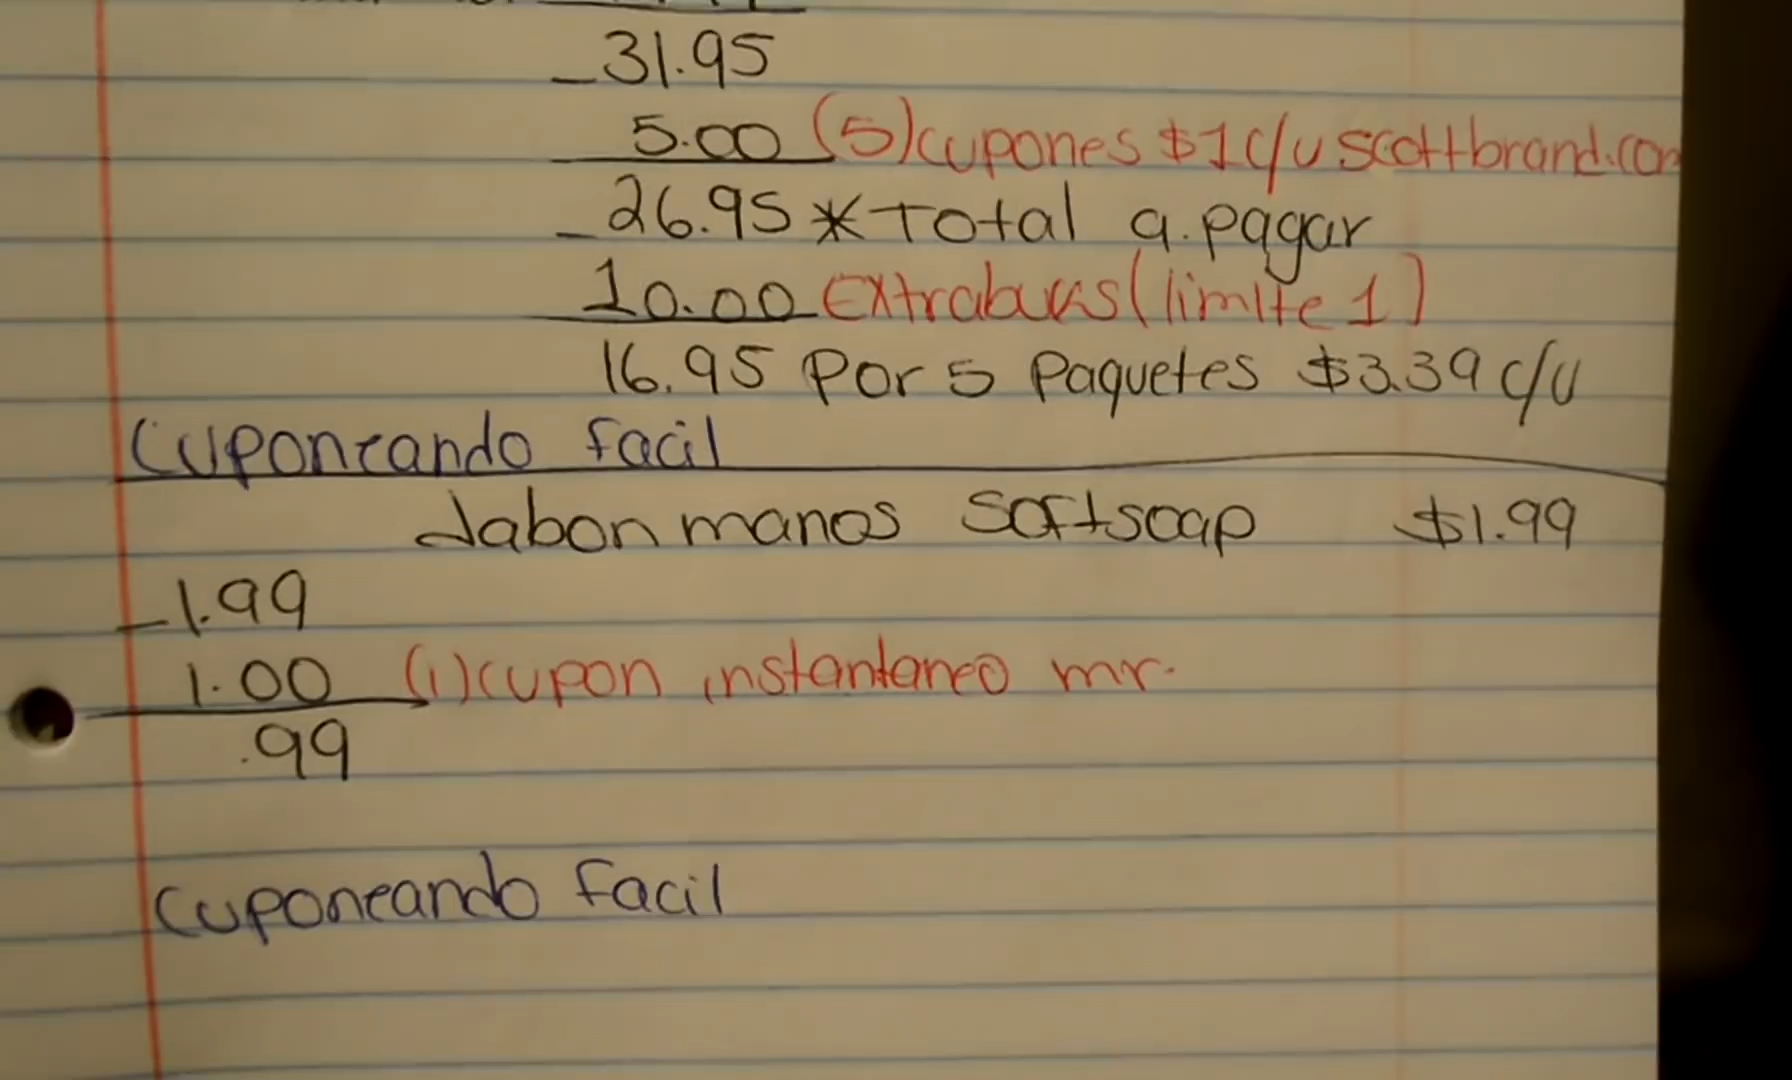 - 31.95
5.00 (5)cupones $1 c/u scottbrand.com
- 26.95 * Total a.pagar
10.00 Extrabucks (limite 1)
16.95 Por 5 Paquetes $3.39 c/u
Cuponeando facil
Jabon manos Softsoap $1.99
- 1.99
1.00 (1)cupon instantaneo mr.
.99
Cuponeando facil